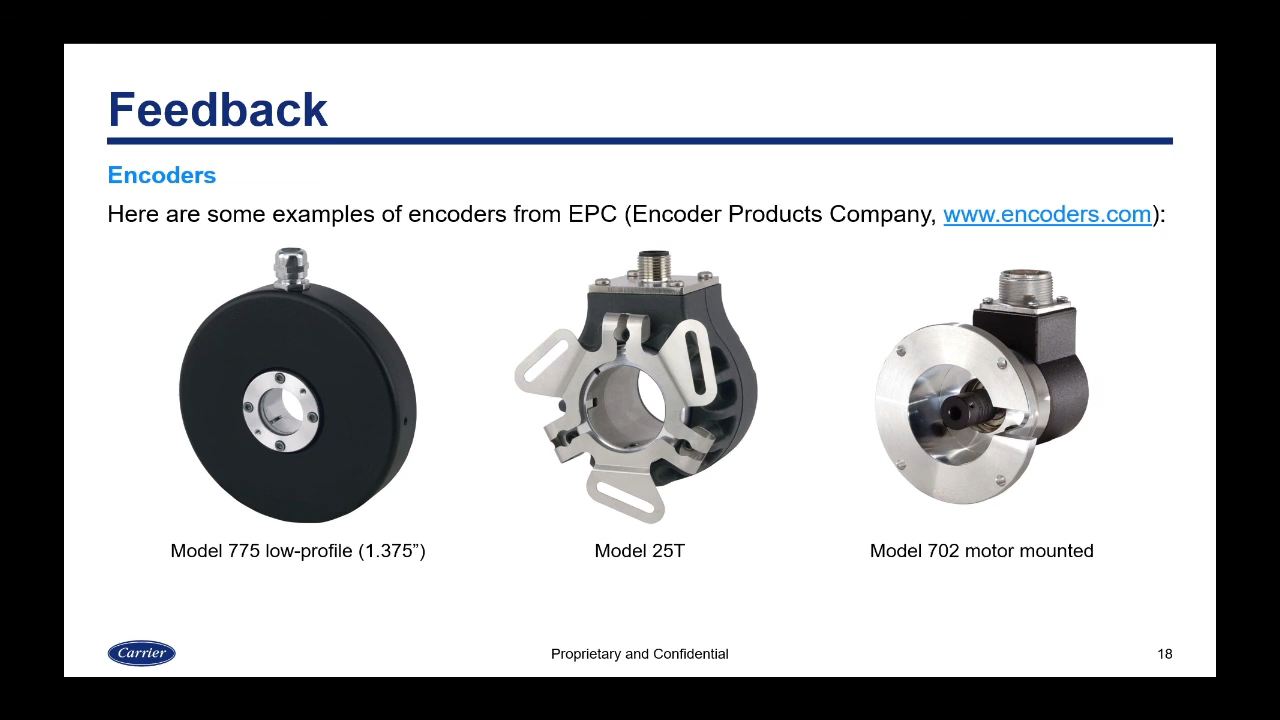 Feedback
Encoders
Here are some examples of encoders from EPC (Encoder Products Company, www.encoders.com):
Model 775 low-profile (1.375”)
Model 25T
Model 702 motor mounted
Carrier
Proprietary and Confidential
18